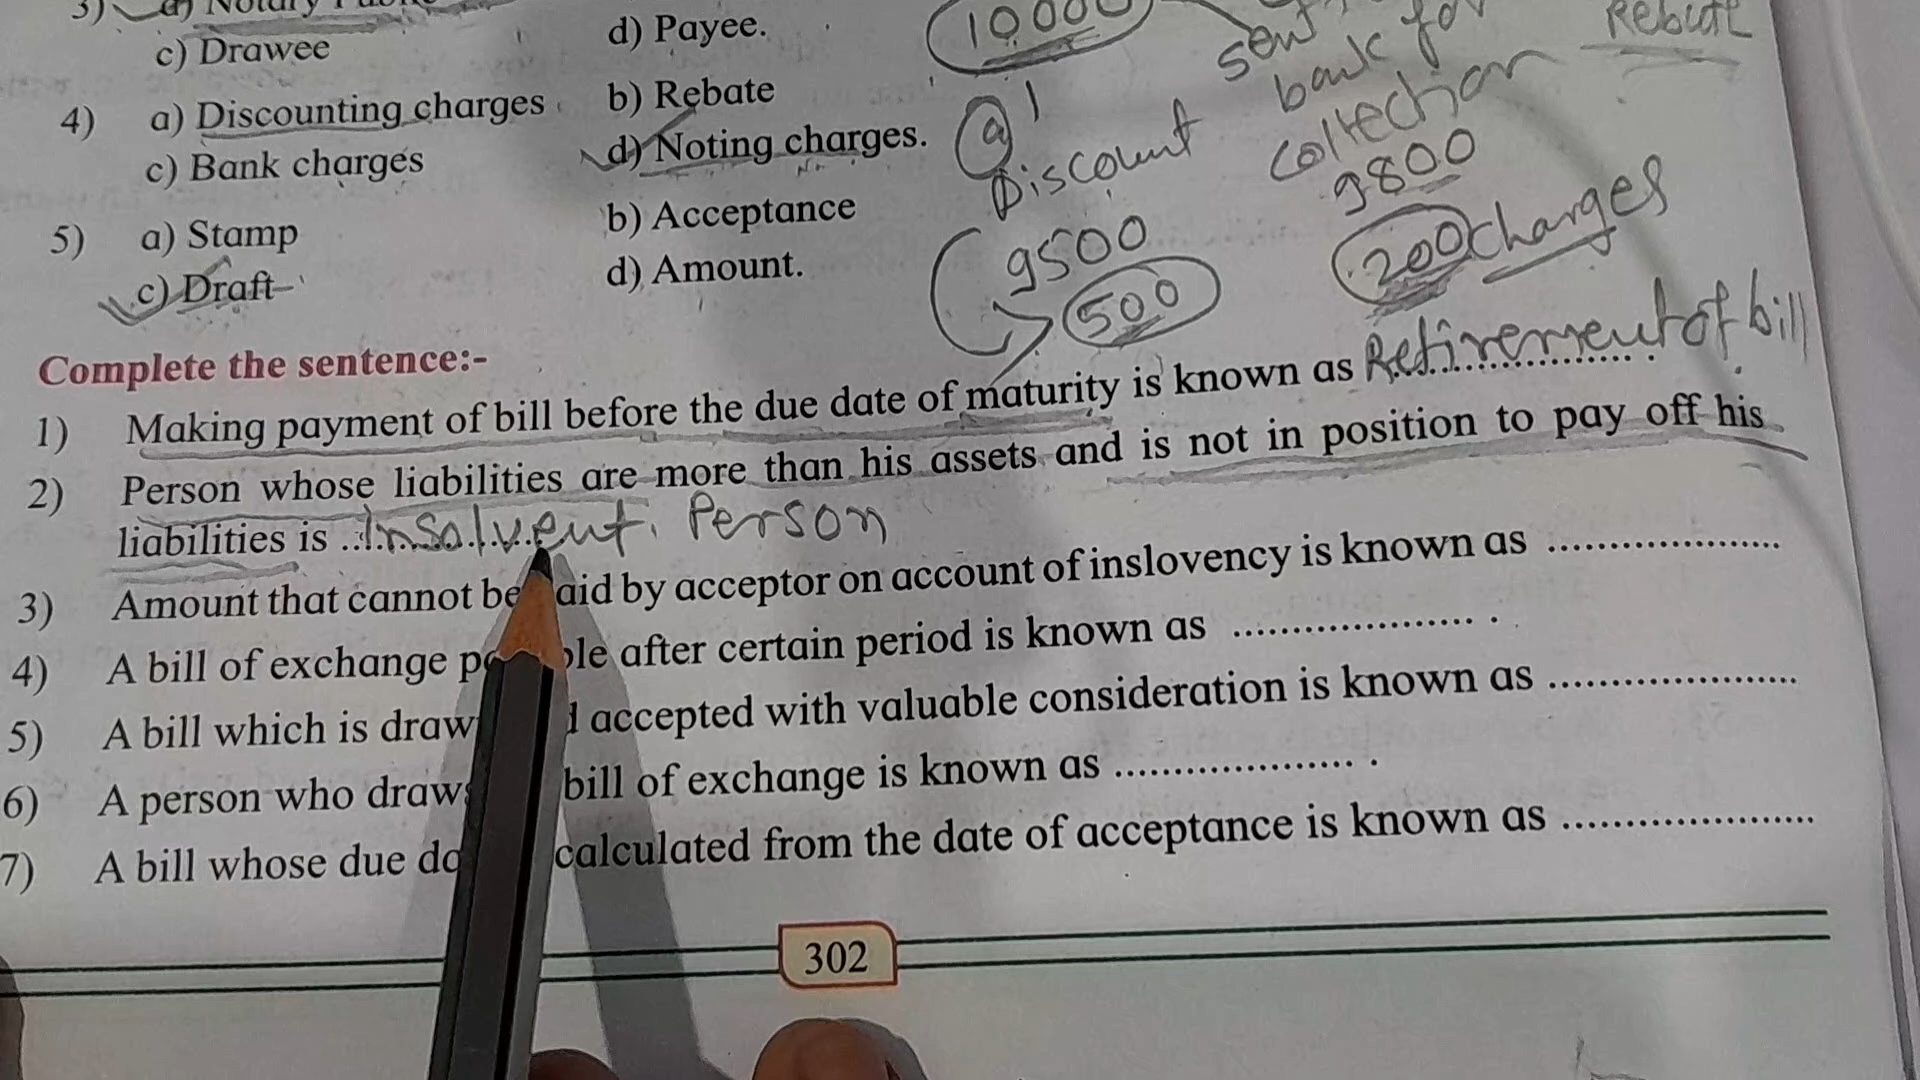 3) a) Notary
c) Drawee d) Payee.
4) a) Discounting charges b) Rebate
c) Bank charges d) Noting charges.
5) a) Stamp b) Acceptance
c) Draft d) Amount.
10000
sent
bank for
collection
9800
200 charges
Rebate
a)
Discount
9500
500
Complete the sentence:-
1) Making payment of bill before the due date of maturity is known as Retirement of bill
2) Person whose liabilities are more than his assets and is not in position to pay off his
liabilities is ........ Insolvent. Person
3) Amount that cannot be aid by acceptor on account of inslovency is known as ....................
4) A bill of exchange p ble after certain period is known as .................... .
5) A bill which is draw d accepted with valuable consideration is known as .....................
6) A person who draws bill of exchange is known as .................... .
7) A bill whose due da calculated from the date of acceptance is known as .....................
302